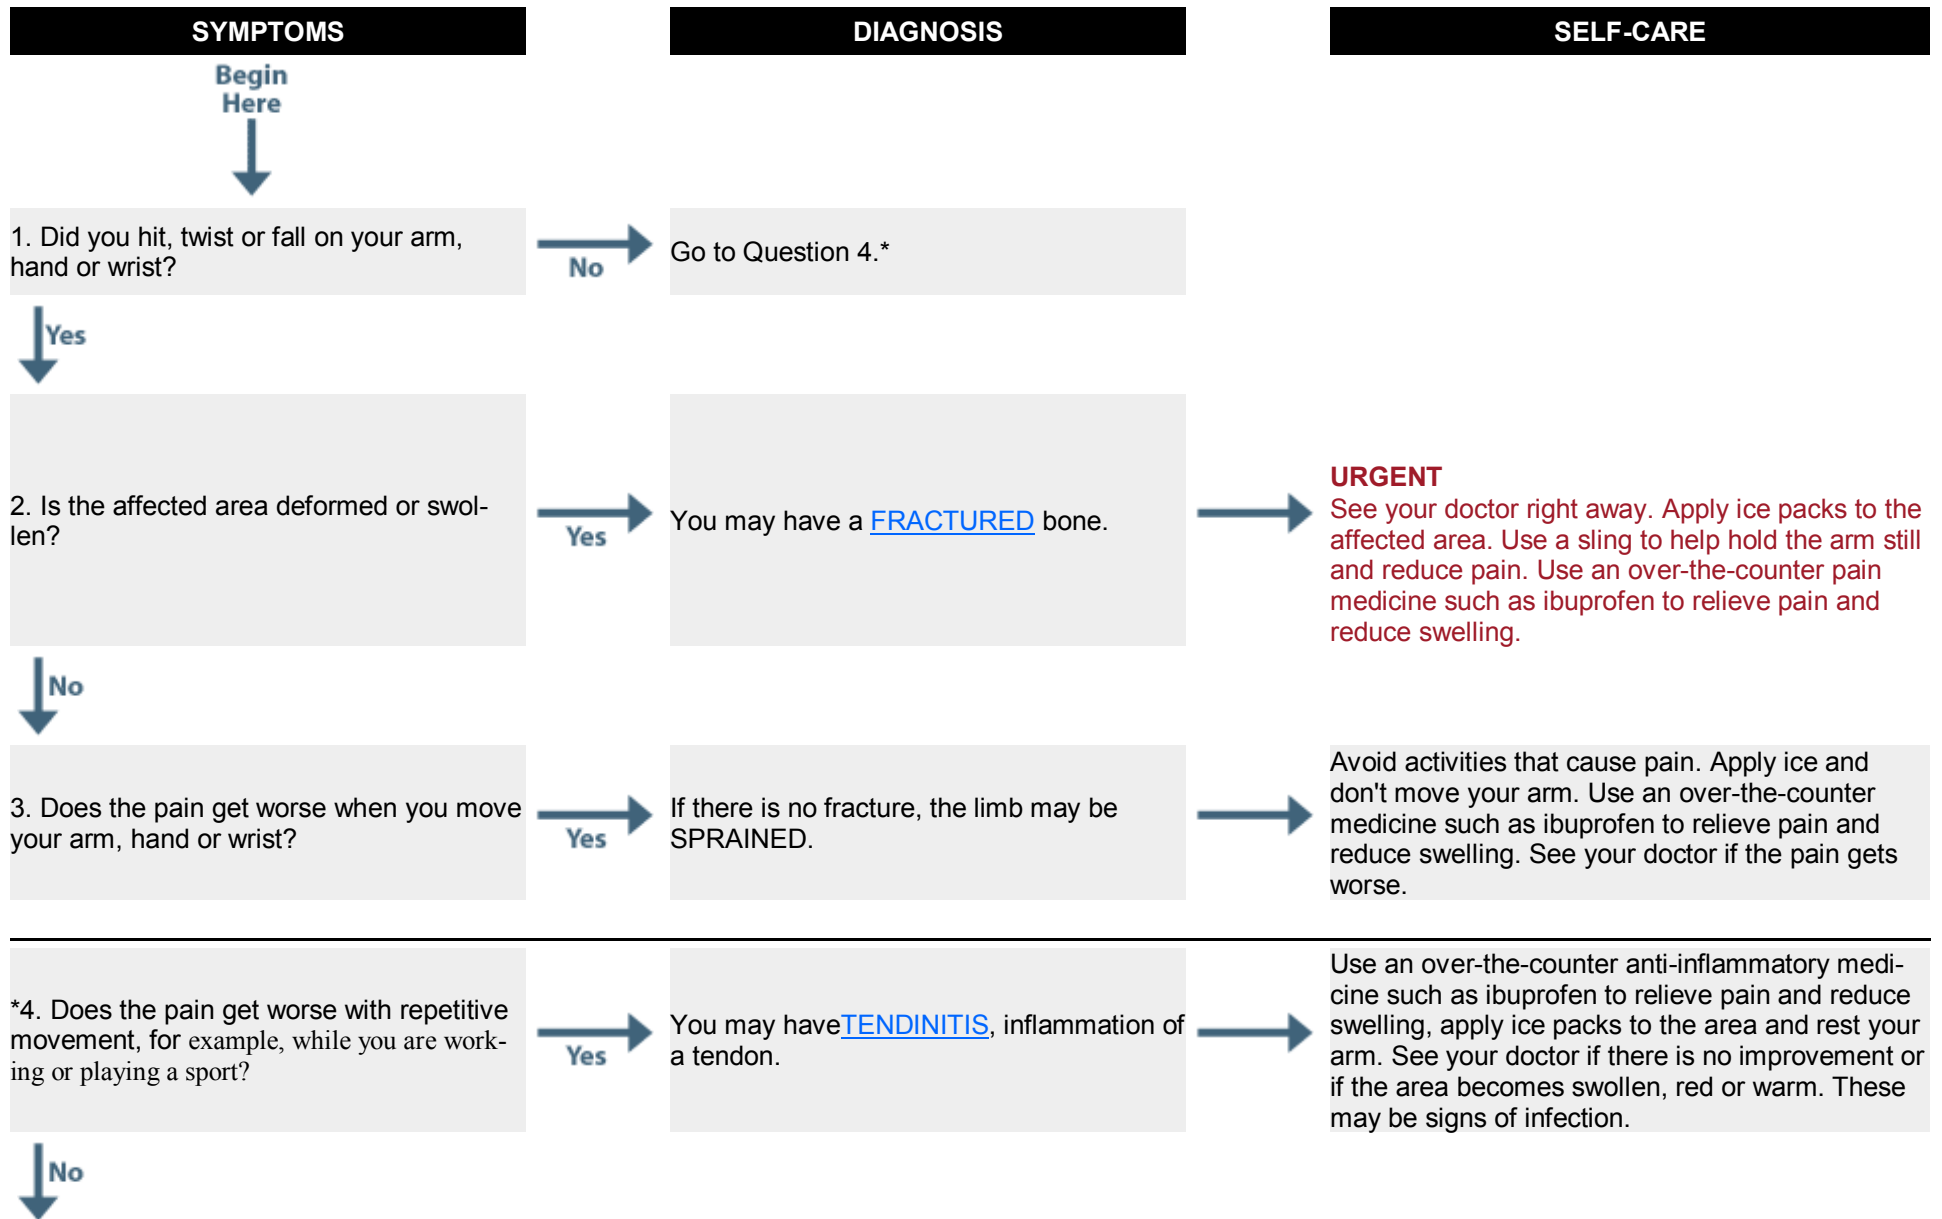 SYMPTOMS
DIAGNOSIS
SELF-CARE
Begin
Here
1. Did you hit, twist or fall on your arm,
hand or wrist?
No
Go to Question 4.*
Yes
2. Is the affected area deformed or swol-
len?
Yes
You may have a FRACTURED bone.
URGENT
See your doctor right away. Apply ice packs to the
affected area. Use a sling to help hold the arm still
and reduce pain. Use an over-the-counter pain
medicine such as ibuprofen to relieve pain and
reduce swelling.
No
3. Does the pain get worse when you move
your arm, hand or wrist?
Yes
If there is no fracture, the limb may be
SPRAINED.
Avoid activities that cause pain. Apply ice and
don't move your arm. Use an over-the-counter
medicine such as ibuprofen to relieve pain and
reduce swelling. See your doctor if the pain gets
worse.
*4. Does the pain get worse with repetitive
movement, for example, while you are work-
ing or playing a sport?
Yes
You may haveTENDINITIS, inflammation of
a tendon.
Use an over-the-counter anti-inflammatory medi-
cine such as ibuprofen to relieve pain and reduce
swelling, apply ice packs to the area and rest your
arm. See your doctor if there is no improvement or
if the area becomes swollen, red or warm. These
may be signs of infection.
No